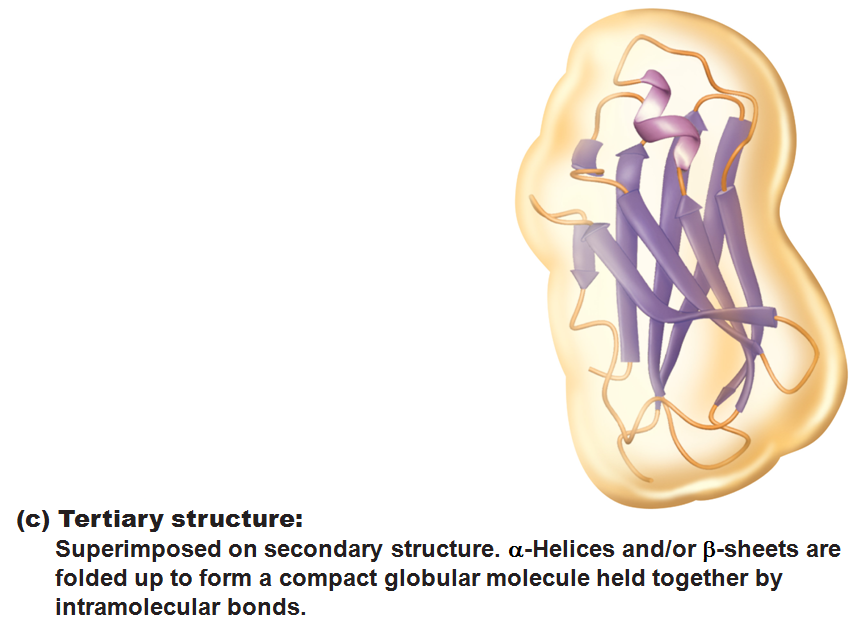 (c) Tertiary structure:
Superimposed on secondary structure. α-Helices and/or β-sheets are
folded up to form a compact globular molecule held together by
intramolecular bonds.